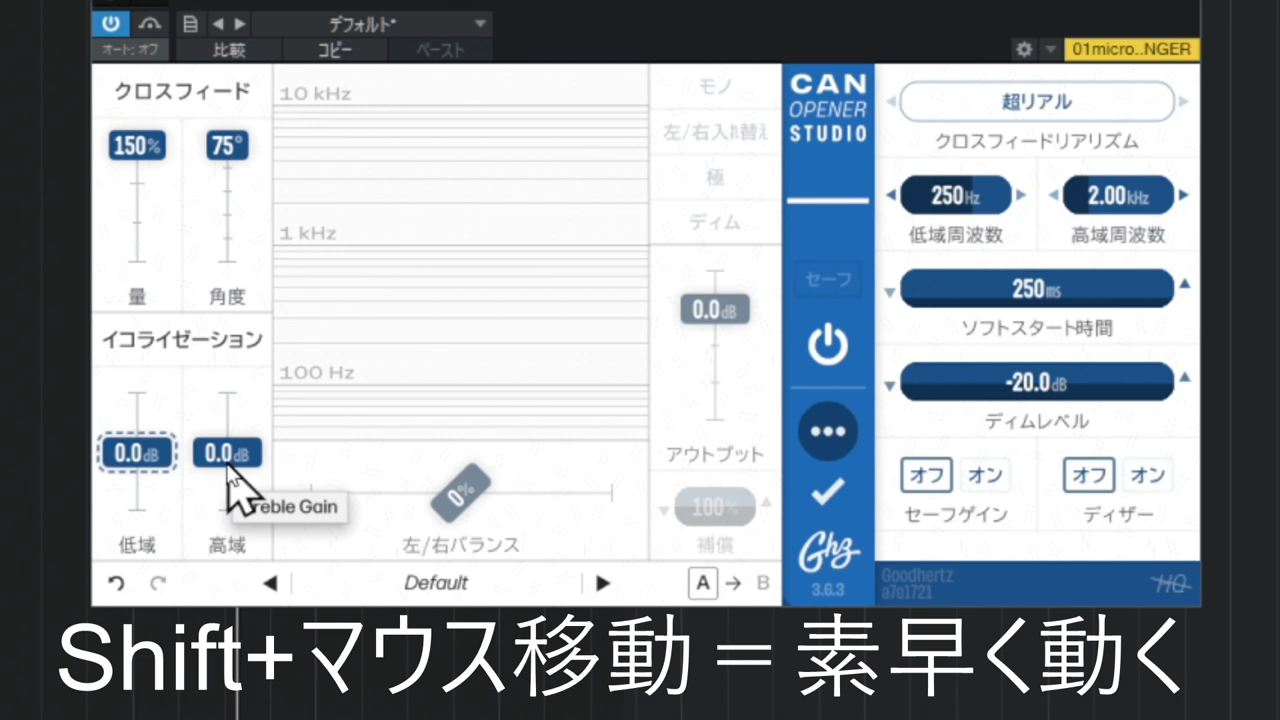 デフォルト*
オート: オフ
比較
コピー
ペースト
01micro..NGER
クロスフィード
150%
75°
量
角度
イコライゼーション
0.0dB
0.0dB
低域
高域
10 kHz
1 kHz
100 Hz
0%
左/右バランス
モノ
左/右入れ替え
極
ディム
0.0dB
アウトプット
100%
補償
Default
A → B
CAN
OPENER
STUDIO
セーフ
Ghz
3.6.3
超リアル
クロスフィードリアリズム
250Hz
2.00kHz
低域周波数
高域周波数
250ms
ソフトスタート時間
-20.0dB
ディムレベル
オフ オン
オフ オン
セーフゲイン
ディザー
Goodhertz
a7e1721
HQ
Shift+マウス移動＝素早く動く